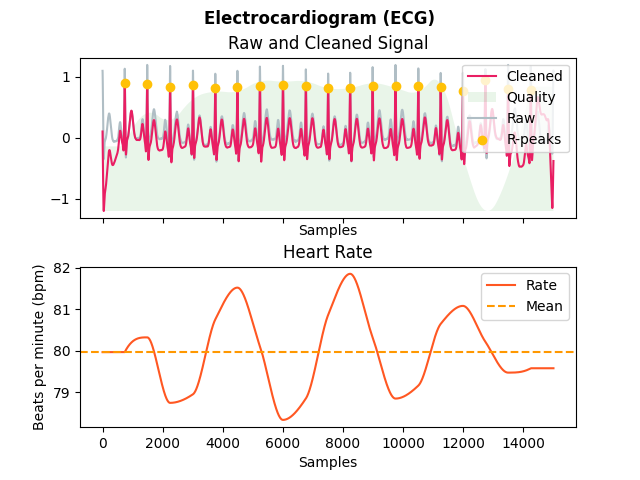 Electrocardiogram (ECG)
Raw and Cleaned Signal
1
0
−1
Cleaned
Quality
Raw
R-peaks
Samples
Heart Rate
Beats per minute (bpm)
82
81
80
79
Rate
Mean
0 2000 4000 6000 8000 10000 12000 14000
Samples